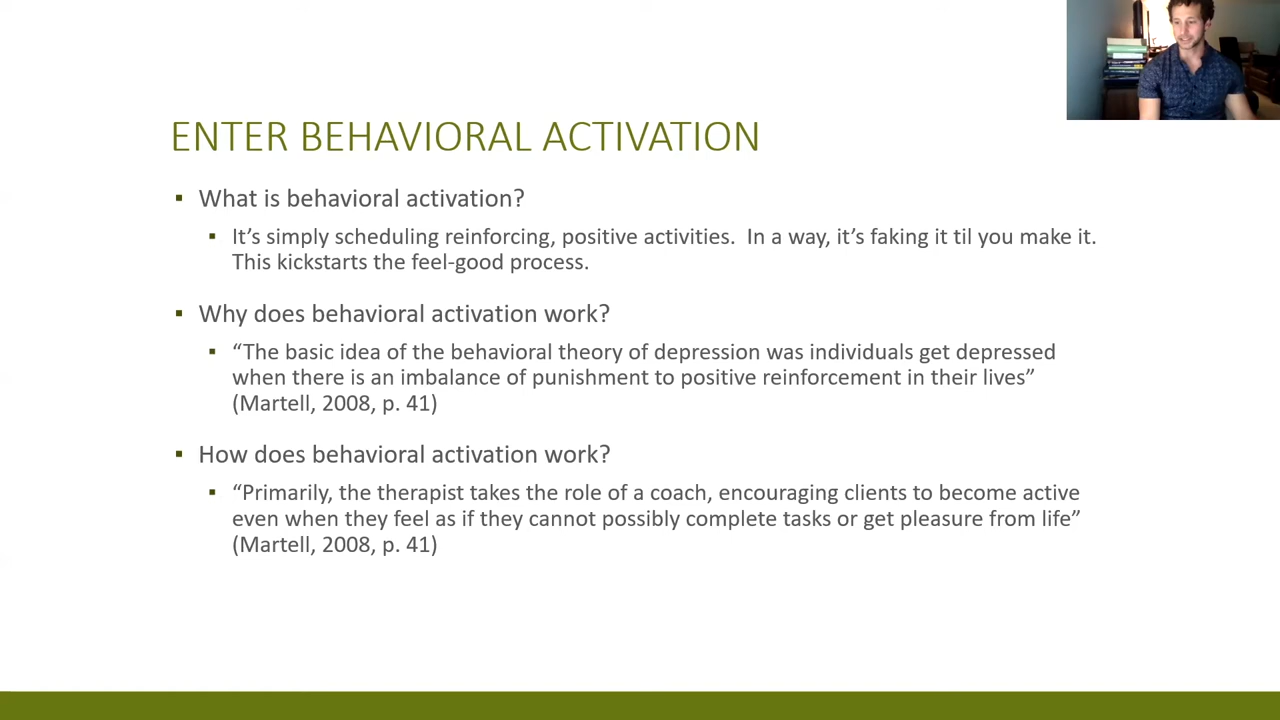 ENTER BEHAVIORAL ACTIVATION
▪ What is behavioral activation?
▪ It’s simply scheduling reinforcing, positive activities.  In a way, it’s faking it til you make it.
This kickstarts the feel-good process.
▪ Why does behavioral activation work?
▪ “The basic idea of the behavioral theory of depression was individuals get depressed
when there is an imbalance of punishment to positive reinforcement in their lives”
(Martell, 2008, p. 41)
▪ How does behavioral activation work?
▪ “Primarily, the therapist takes the role of a coach, encouraging clients to become active
even when they feel as if they cannot possibly complete tasks or get pleasure from life”
(Martell, 2008, p. 41)